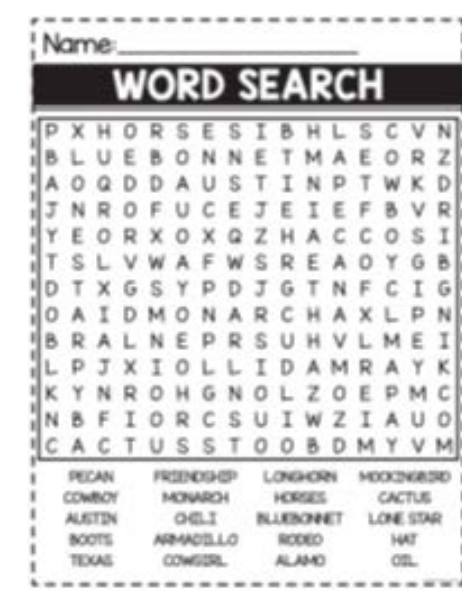 Name:
WORD SEARCH
P X H O R S E S I B H L S C V N
B L U E B O N N E T M A E O R Z
A O Q D D A U S T I N P T W K D
J N R O F U C E J E I E F B V R
Y E O R X O X Q Z H A C C O S I
T S L V W A F W S R E A O Y G B
D T X G S Y P D J G T N F C I G
O A I D M O N A R C H A X L P N
B R A L N E P R S U H V L M E I
L P J X I O L L I D A M R A Y K
K Y N R O H G N O L Z O E P M C
N B F I O R C S U I W Z I A U O
C A C T U S S T O O B D M Y V M
PECAN FRIENDSHIP LONGHORN MOCKINGBIRD
COWBOY MONARCH HORSES CACTUS
AUSTIN CHILI BLUEBONNET LONE STAR
BOOTS ARMADILLO RODEO HAT
TEXAS COWGIRL ALAMO OIL